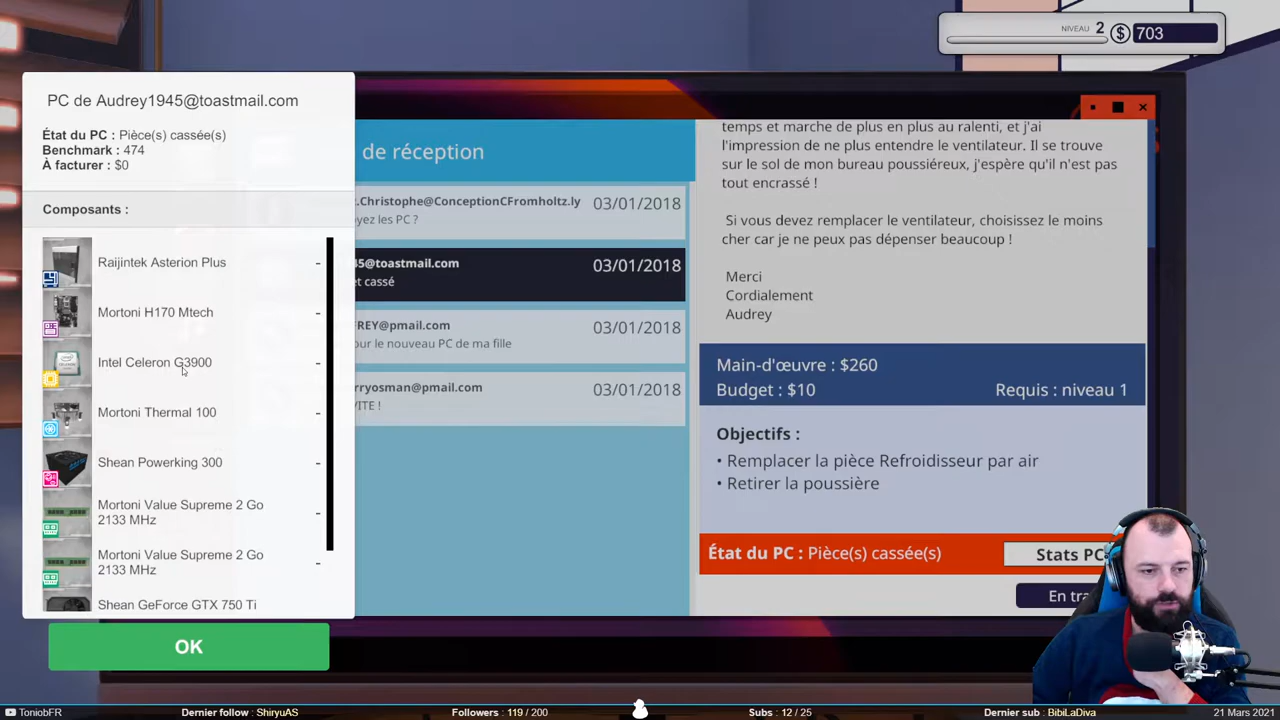 NIVEAU 2 $ 703
PC de Audrey1945@toastmail.com
État du PC : Pièce(s) cassée(s)
Benchmark : 474
À facturer : $0
Composants :
Raijintek Asterion Plus -
Mortoni H170 Mtech -
Intel Celeron G3900 -
Mortoni Thermal 100 -
Shean Powerking 300 -
Mortoni Value Supreme 2 Go
2133 MHz -
Mortoni Value Supreme 2 Go
2133 MHz -
Shean GeForce GTX 750 Ti
OK
de réception
.Christophe@ConceptionCFromholtz.ly 03/01/2018
oyez les PC ?
45@toastmail.com 03/01/2018
et cassé
FREY@pmail.com 03/01/2018
our le nouveau PC de ma fille
rryosman@pmail.com 03/01/2018
VITE !
temps et marche de plus en plus au ralenti, et j'ai
l'impression de ne plus entendre le ventilateur. Il se trouve
sur le sol de mon bureau poussiéreux, j'espère qu'il n'est pas
tout encrassé !
Si vous devez remplacer le ventilateur, choisissez le moins
cher car je ne peux pas dépenser beaucoup !
Merci
Cordialement
Audrey
Main-d'œuvre : $260
Budget : $10 Requis : niveau 1
Objectifs :
• Remplacer la pièce Refroidisseur par air
• Retirer la poussière
État du PC : Pièce(s) cassée(s) Stats PC
En tra
ToniobFR Dernier follow : ShiryuAS Followers : 119 / 200 Subs : 12 / 25 Dernier sub : BibiLaDiva 21 Mars 2021